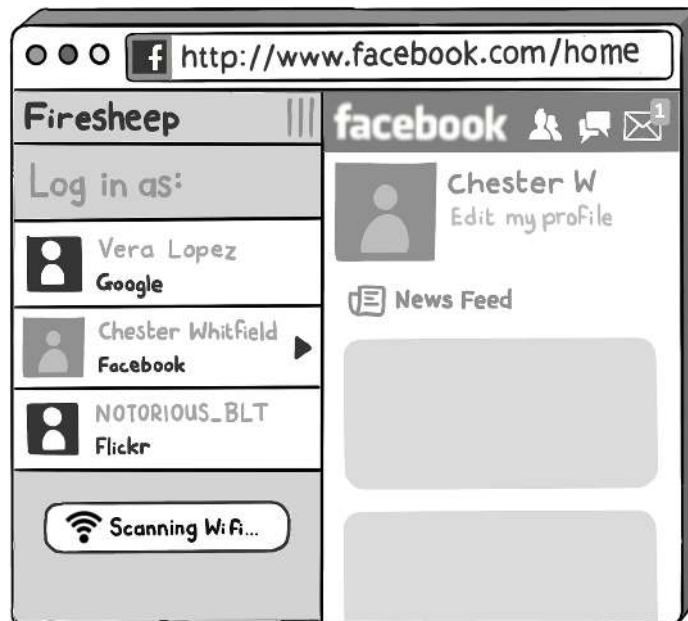 f http://www.facebook.com/home
Firesheep
Log in as:
Vera Lopez
Google
Chester Whitfield
Facebook
NOTORIOUS_BLT
Flickr
Scanning Wifi...
facebook 1
Chester W
Edit my profile
News Feed